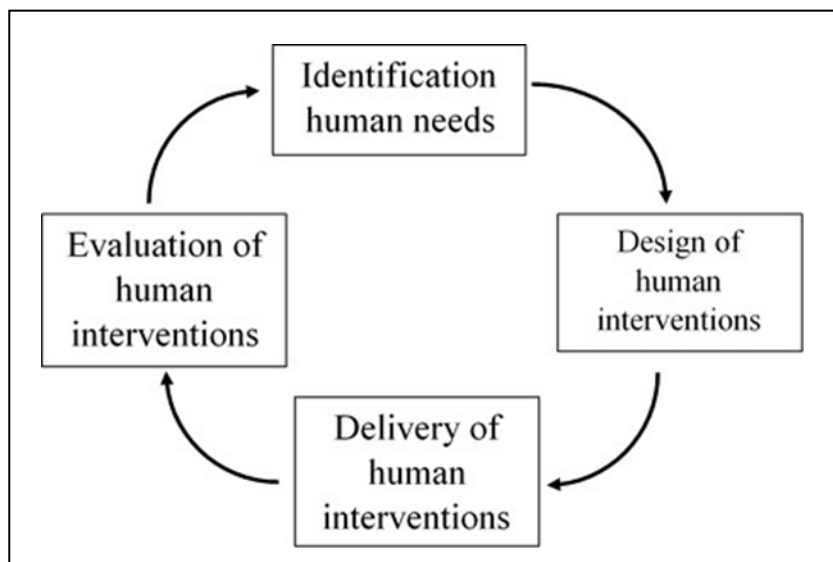 Identification
human needs
Design of
human
interventions
Delivery of
human
interventions
Evaluation of
human
interventions